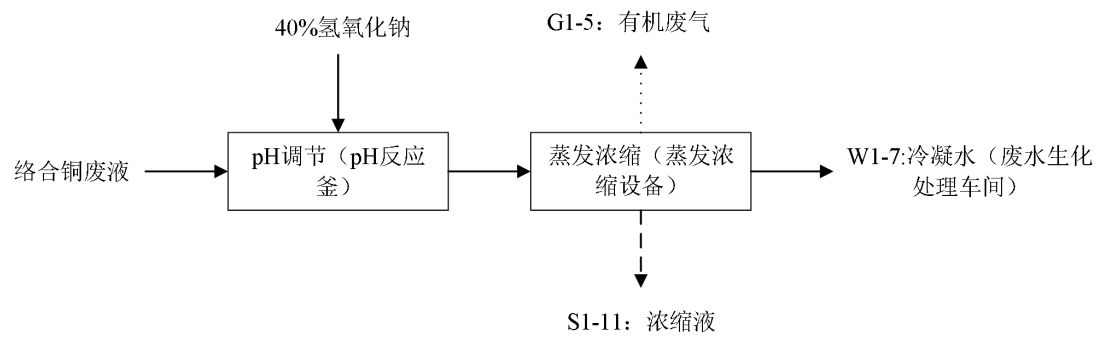 40%氢氧化钠
G1-5：有机废气
络合铜废液
pH调节（pH反应
釜）
蒸发浓缩（蒸发浓
缩设备）
W1-7:冷凝水（废水生化
处理车间）
S1-11：浓缩液